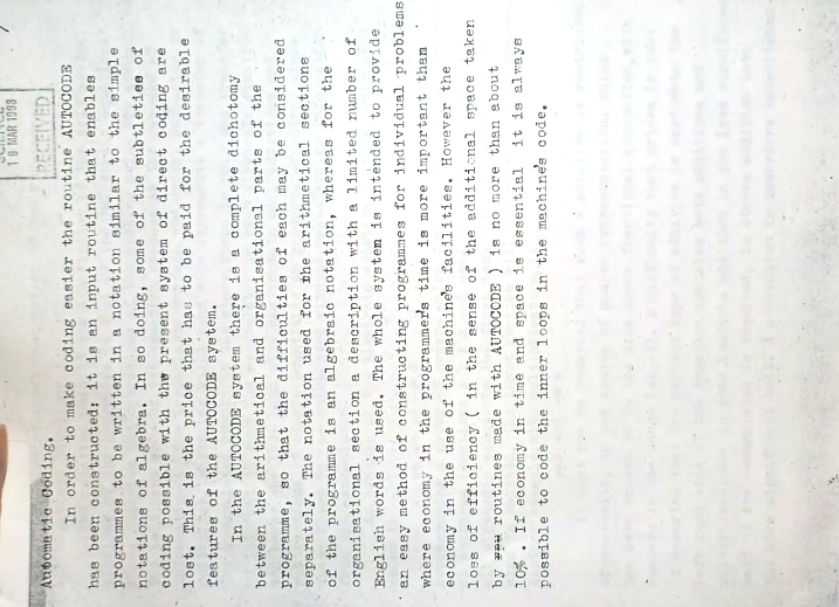 19 MAR 1993
RECEIVED
Automatic Coding.
In order to make coding easier the routine AUTOCODE
has been constructed: it is an input routine that enables
programmes to be written in a notation similar to the simple
notations of algebra. In so doing, some of the subtleties of
coding possible with the present system of direct coding are
lost. This is the price that has to be paid for the desirable
features of the AUTOCODE system.
In the AUTOCODE system there is a complete dichotomy
between the arithmetical and organisational parts of the
programme, so that the difficulties of each may be considered
separately. The notation used for the arithmetical sections
of the programme is an algebraic notation, whereas for the
organisational section a description with a limited number of
English words is used. The whole system is intended to provide
an easy method of constructing programmes for individual problems
where economy in the programmer's time is more important than
economy in the use of the machine's facilities. However the
loss of efficiency ( in the sense of the additional space taken
by routines made with AUTOCODE ) is no more than about
10% . If economy in time and space is essential it is always
possible to code the inner loops in the machine's code.